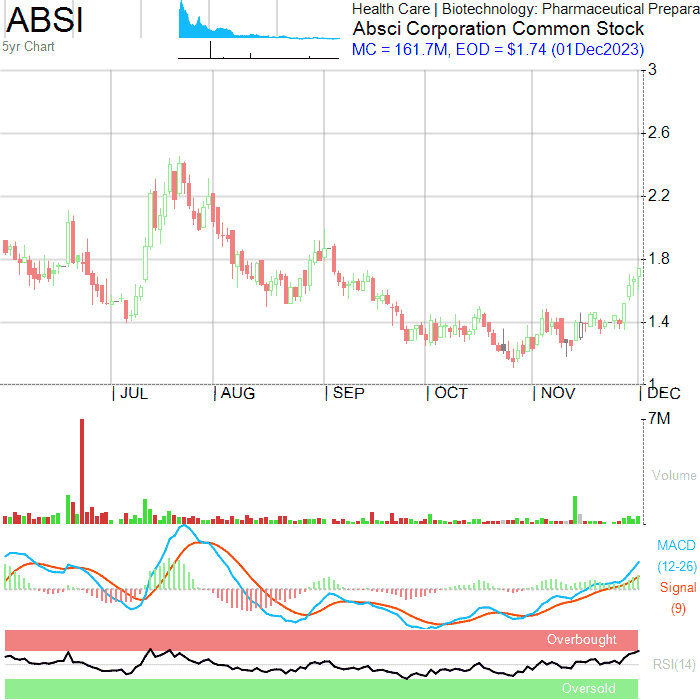 ABSI
5yr Chart
Health Care | Biotechnology: Pharmaceutical Prepara
Absci Corporation Common Stock
MC = 161.7M, EOD = $1.74 (01Dec2023)
3
2.6
2.2
1.8
1.4
1
JUL
AUG
SEP
OCT
NOV
DEC
7M
Volume
MACD
(12-26)
Signal
(9)
Overbought
RSI(14)
Oversold